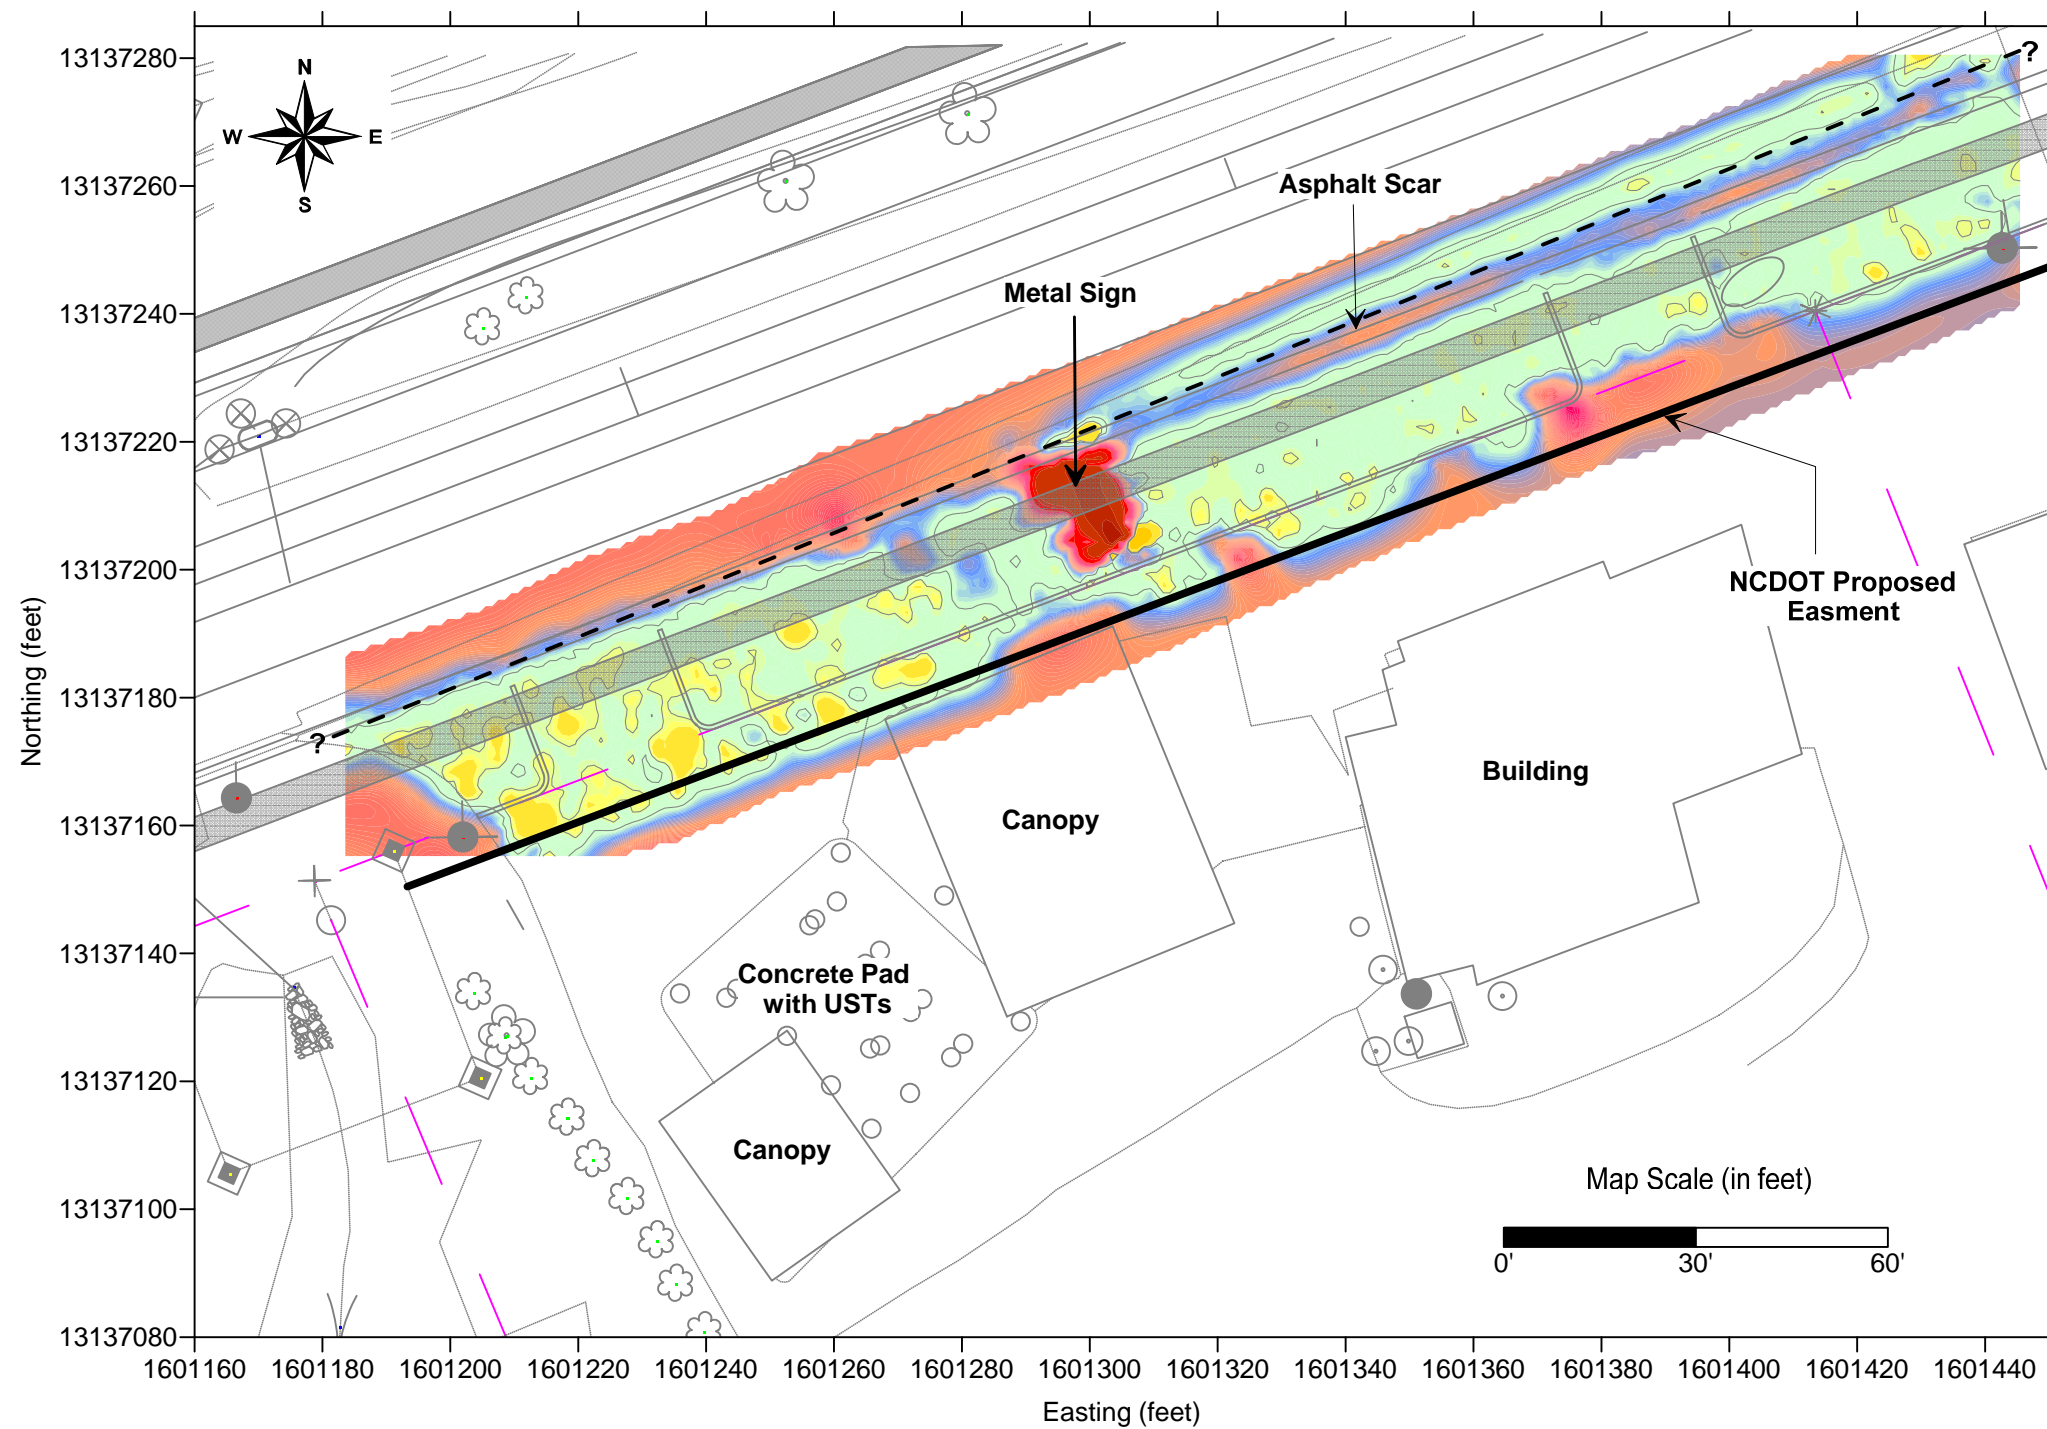 N
W
E
S
?
Asphalt Scar
Metal Sign
NCDOT Proposed
Easment
?
Building
Canopy
Concrete Pad
with USTs
Canopy
Map Scale (in feet)
0'
30'
60'
Northing (feet)
13137280
13137260
13137240
13137220
13137200
13137180
13137160
13137140
13137120
13137100
13137080
1601160
1601180
1601200
1601220
1601240
1601260
1601280
1601300
1601320
1601340
1601360
1601380
1601400
1601420
1601440
Easting (feet)